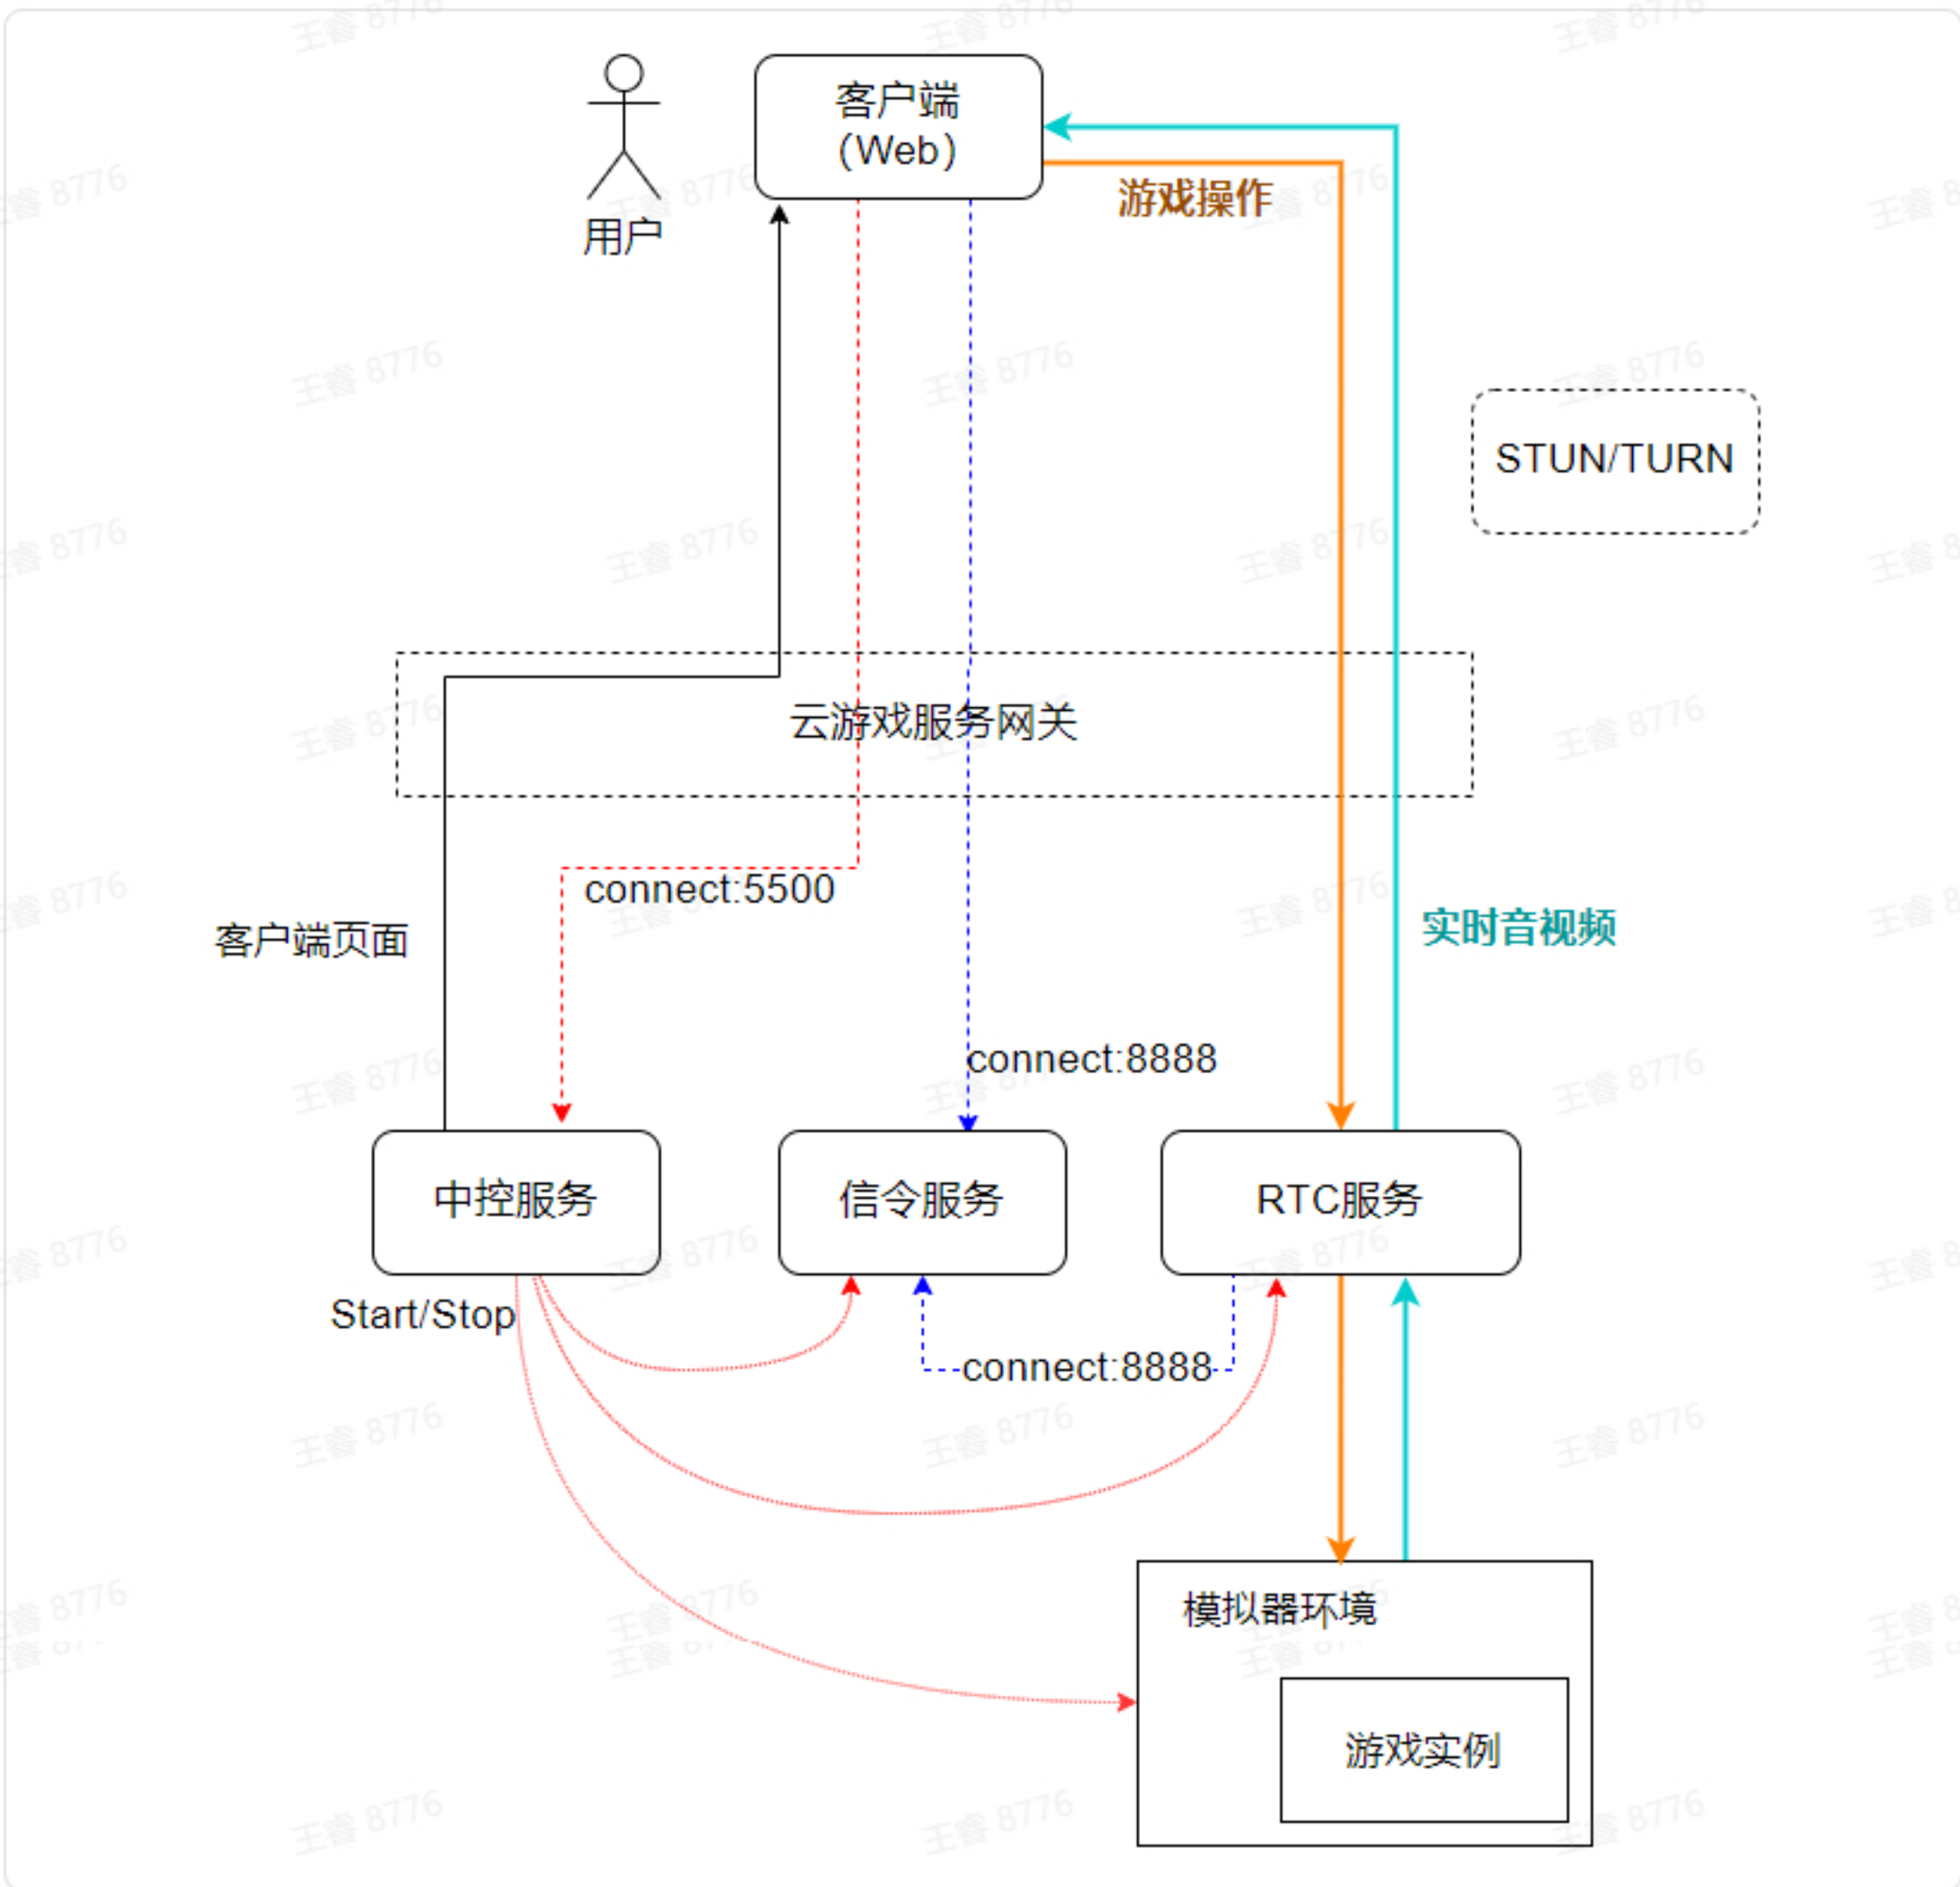 客户端
(Web)
用户
游戏操作
STUN/TURN
云游戏服务网关
connect:5500
客户端页面
实时音视频
connect:8888
中控服务
信令服务
RTC服务
Start/Stop
connect:8888
模拟器环境
游戏实例
王睿 8776